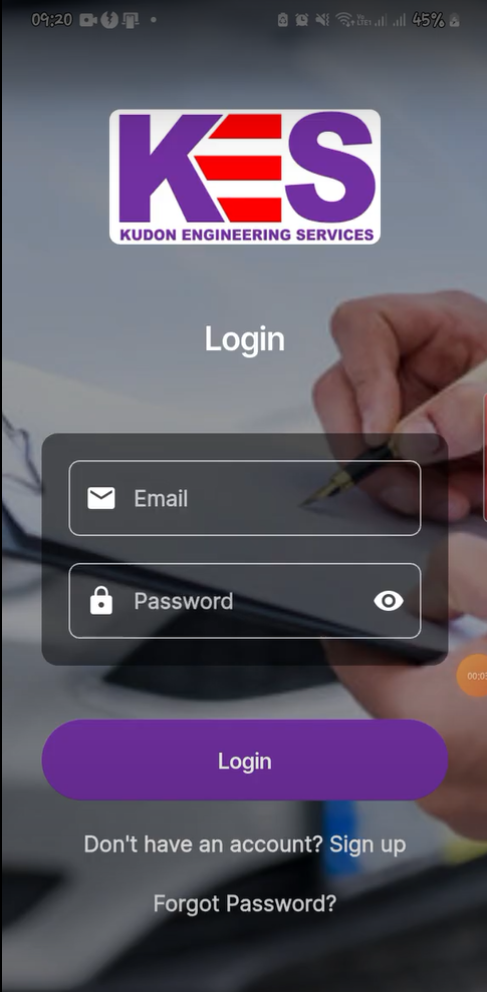 09:20
45%
KES
KUDON ENGINEERING SERVICES
Login
Email
Password
Login
Don't have an account? Sign up
Forgot Password?